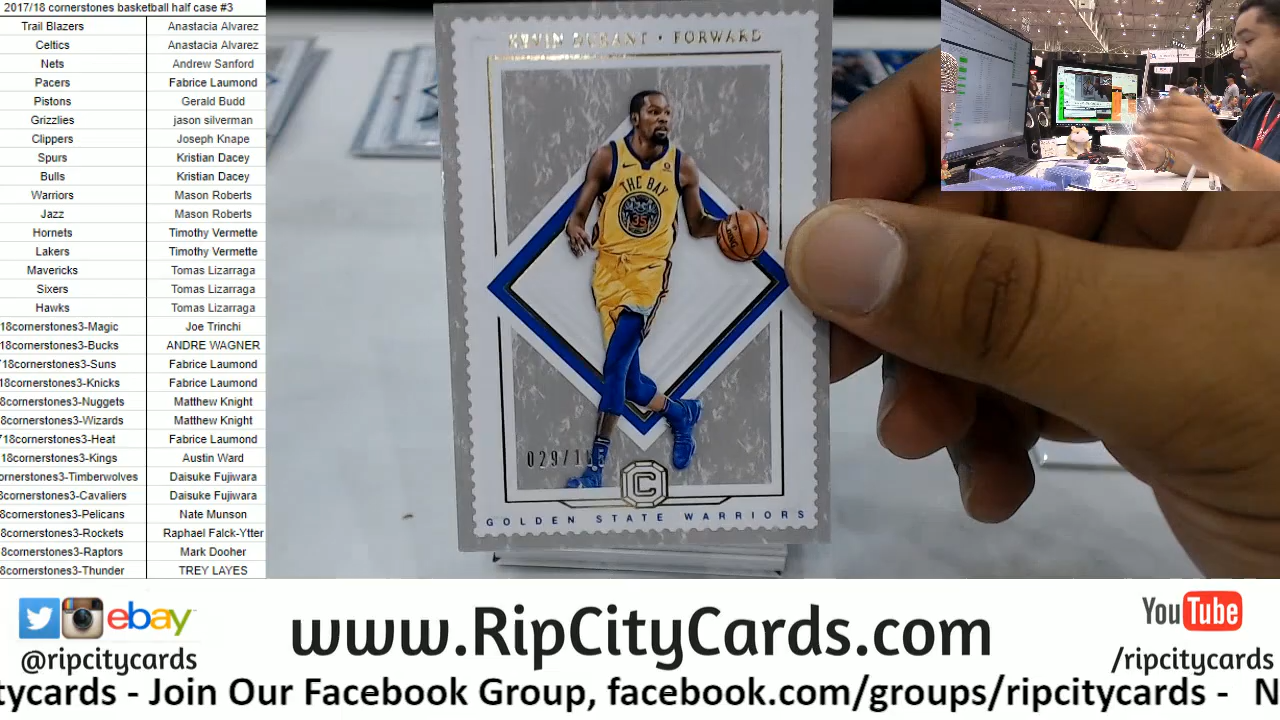 2017/18 cornerstones basketball half case #3
Trail Blazers Anastacia Alvarez
Celtics Anastacia Alvarez
Nets Andrew Sanford
Pacers Fabrice Laumond
Pistons Gerald Budd
Grizzlies jason silverman
Clippers Joseph Knape
Spurs Kristian Dacey
Bulls Kristian Dacey
Warriors Mason Roberts
Jazz Mason Roberts
Hornets Timothy Vermette
Lakers Timothy Vermette
Mavericks Tomas Lizarraga
Sixers Tomas Lizarraga
Hawks Tomas Lizarraga
18cornerstones3-Magic Joe Trinchi
18cornerstones3-Bucks ANDRE WAGNER
18cornerstones3-Suns Fabrice Laumond
8cornerstones3-Knicks Fabrice Laumond
8cornerstones3-Nuggets Matthew Knight
8cornerstones3-Wizards Matthew Knight
18cornerstones3-Heat Fabrice Laumond
18cornerstones3-Kings Austin Ward
ornerstones3-Timberwolves Daisuke Fujiwara
8cornerstones3-Cavaliers Daisuke Fujiwara
8cornerstones3-Pelicans Nate Munson
8cornerstones3-Rockets Raphael Falck-Ytter
8cornerstones3-Raptors Mark Dooher
8cornerstones3-Thunder TREY LAYES
KEVIN DURANT • FORWARD
THE BAY
35
029/1
C
GOLDEN STATE WARRIORS
ebay
@ripcitycards
www.RipCityCards.com
YouTube
/ripcitycards
tycards - Join Our Facebook Group, facebook.com/groups/ripcitycards - N